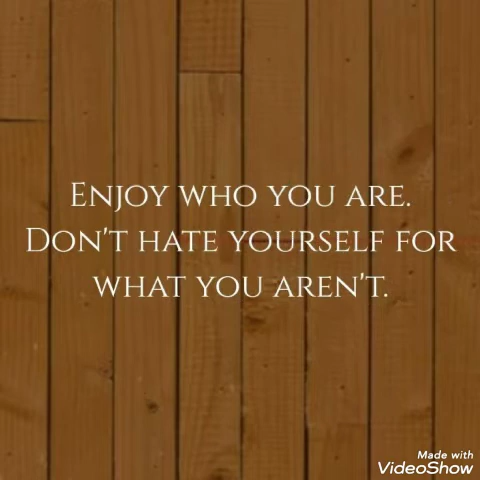 Enjoy who you are.
Don't hate yourself for
what you aren't.
Made with
VideoShow